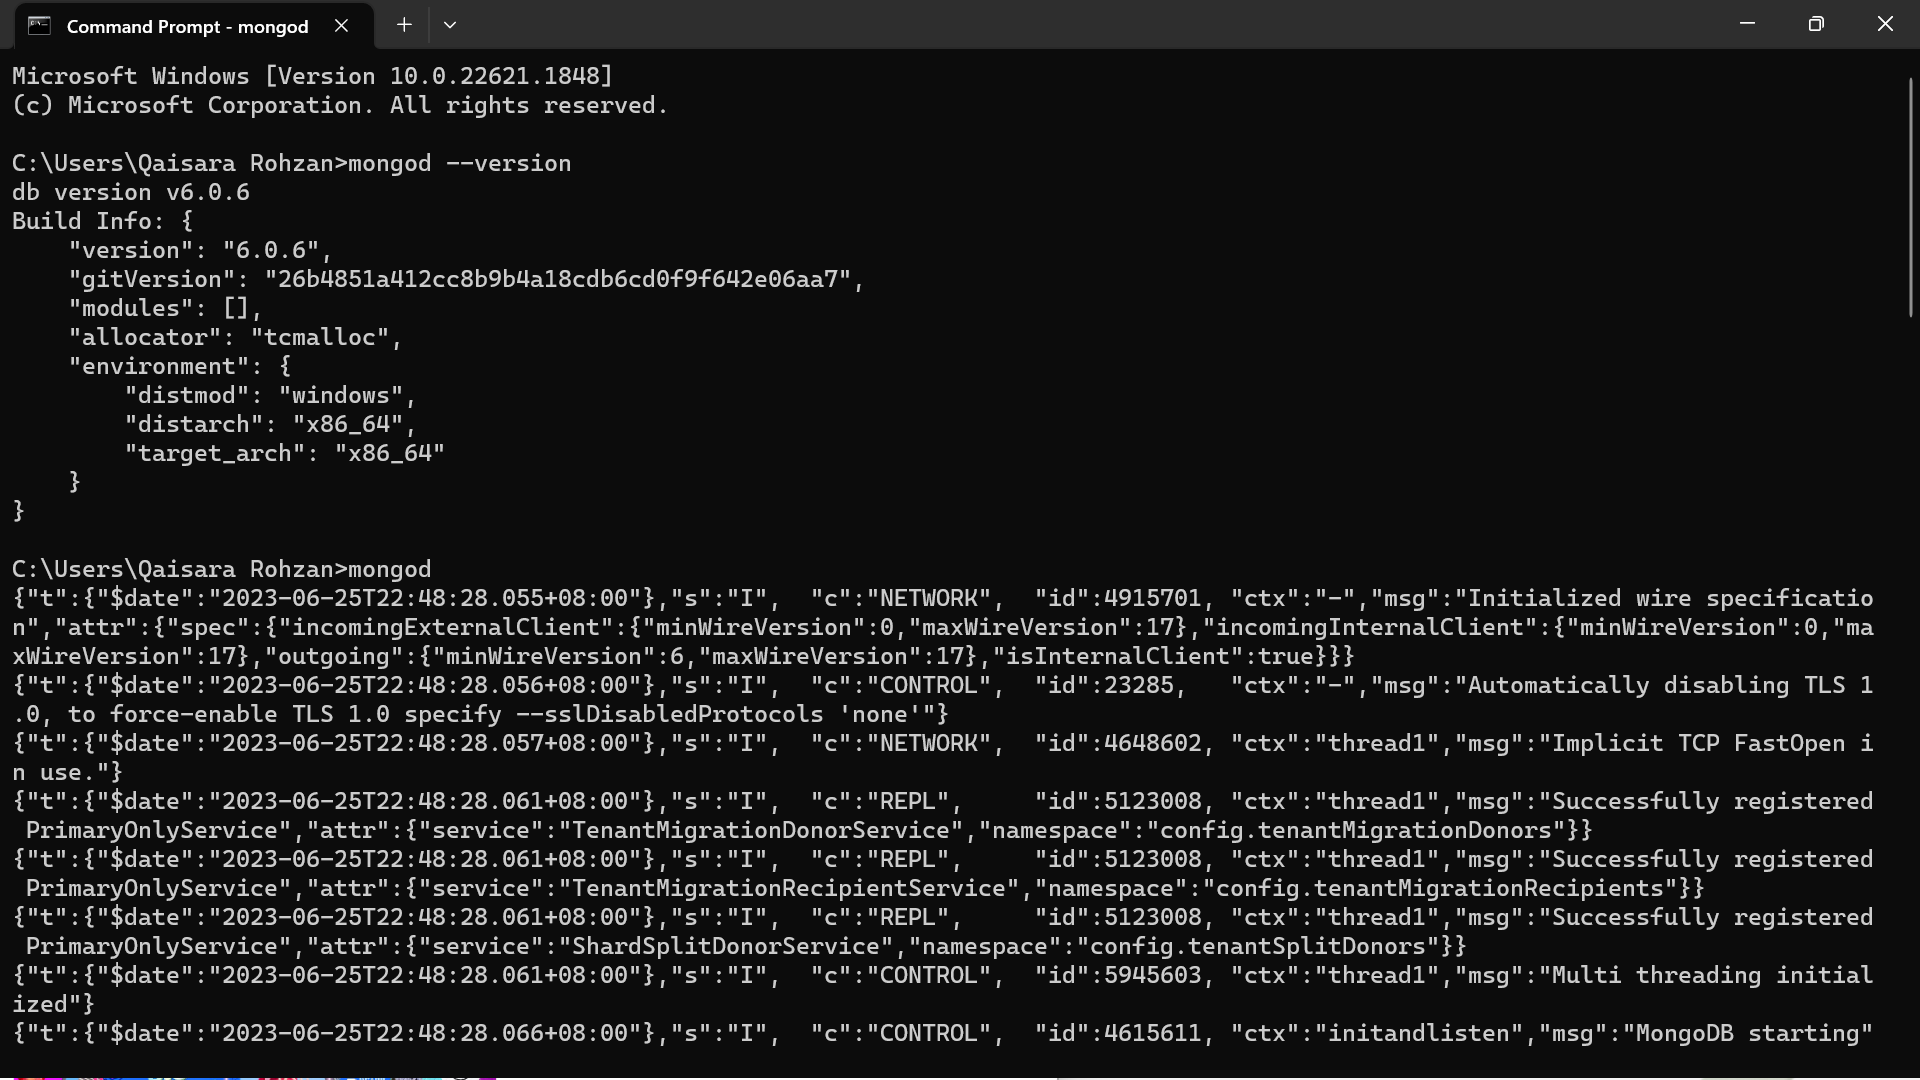 Command Prompt - mongod
Microsoft Windows [Version 10.0.22621.1848]
(c) Microsoft Corporation. All rights reserved.
C:\Users\Qaisara Rohzan>mongod --version
db version v6.0.6
Build Info: {
    "version": "6.0.6",
    "gitVersion": "26b4851a412cc8b9b4a18cdb6cd0f9f642e06aa7",
    "modules": [],
    "allocator": "tcmalloc",
    "environment": {
        "distmod": "windows",
        "distarch": "x86_64",
        "target_arch": "x86_64"
    }
}
C:\Users\Qaisara Rohzan>mongod
{"t":{"$date":"2023-06-25T22:48:28.055+08:00"},"s":"I",  "c":"NETWORK",  "id":4915701, "ctx":"-","msg":"Initialized wire specificatio
n","attr":{"spec":{"incomingExternalClient":{"minWireVersion":0,"maxWireVersion":17},"incomingInternalClient":{"minWireVersion":0,"ma
xWireVersion":17},"outgoing":{"minWireVersion":6,"maxWireVersion":17},"isInternalClient":true}}}
{"t":{"$date":"2023-06-25T22:48:28.056+08:00"},"s":"I",  "c":"CONTROL",  "id":23285,   "ctx":"-","msg":"Automatically disabling TLS 1
.0, to force-enable TLS 1.0 specify --sslDisabledProtocols 'none'"}
{"t":{"$date":"2023-06-25T22:48:28.057+08:00"},"s":"I",  "c":"NETWORK",  "id":4648602, "ctx":"thread1","msg":"Implicit TCP FastOpen i
n use."}
{"t":{"$date":"2023-06-25T22:48:28.061+08:00"},"s":"I",  "c":"REPL",     "id":5123008, "ctx":"thread1","msg":"Successfully registered
 PrimaryOnlyService","attr":{"service":"TenantMigrationDonorService","namespace":"config.tenantMigrationDonors"}}
{"t":{"$date":"2023-06-25T22:48:28.061+08:00"},"s":"I",  "c":"REPL",     "id":5123008, "ctx":"thread1","msg":"Successfully registered
 PrimaryOnlyService","attr":{"service":"TenantMigrationRecipientService","namespace":"config.tenantMigrationRecipients"}}
{"t":{"$date":"2023-06-25T22:48:28.061+08:00"},"s":"I",  "c":"REPL",     "id":5123008, "ctx":"thread1","msg":"Successfully registered
 PrimaryOnlyService","attr":{"service":"ShardSplitDonorService","namespace":"config.tenantSplitDonors"}}
{"t":{"$date":"2023-06-25T22:48:28.061+08:00"},"s":"I",  "c":"CONTROL",  "id":5945603, "ctx":"thread1","msg":"Multi threading initial
ized"}
{"t":{"$date":"2023-06-25T22:48:28.066+08:00"},"s":"I",  "c":"CONTROL",  "id":4615611, "ctx":"initandlisten","msg":"MongoDB starting"